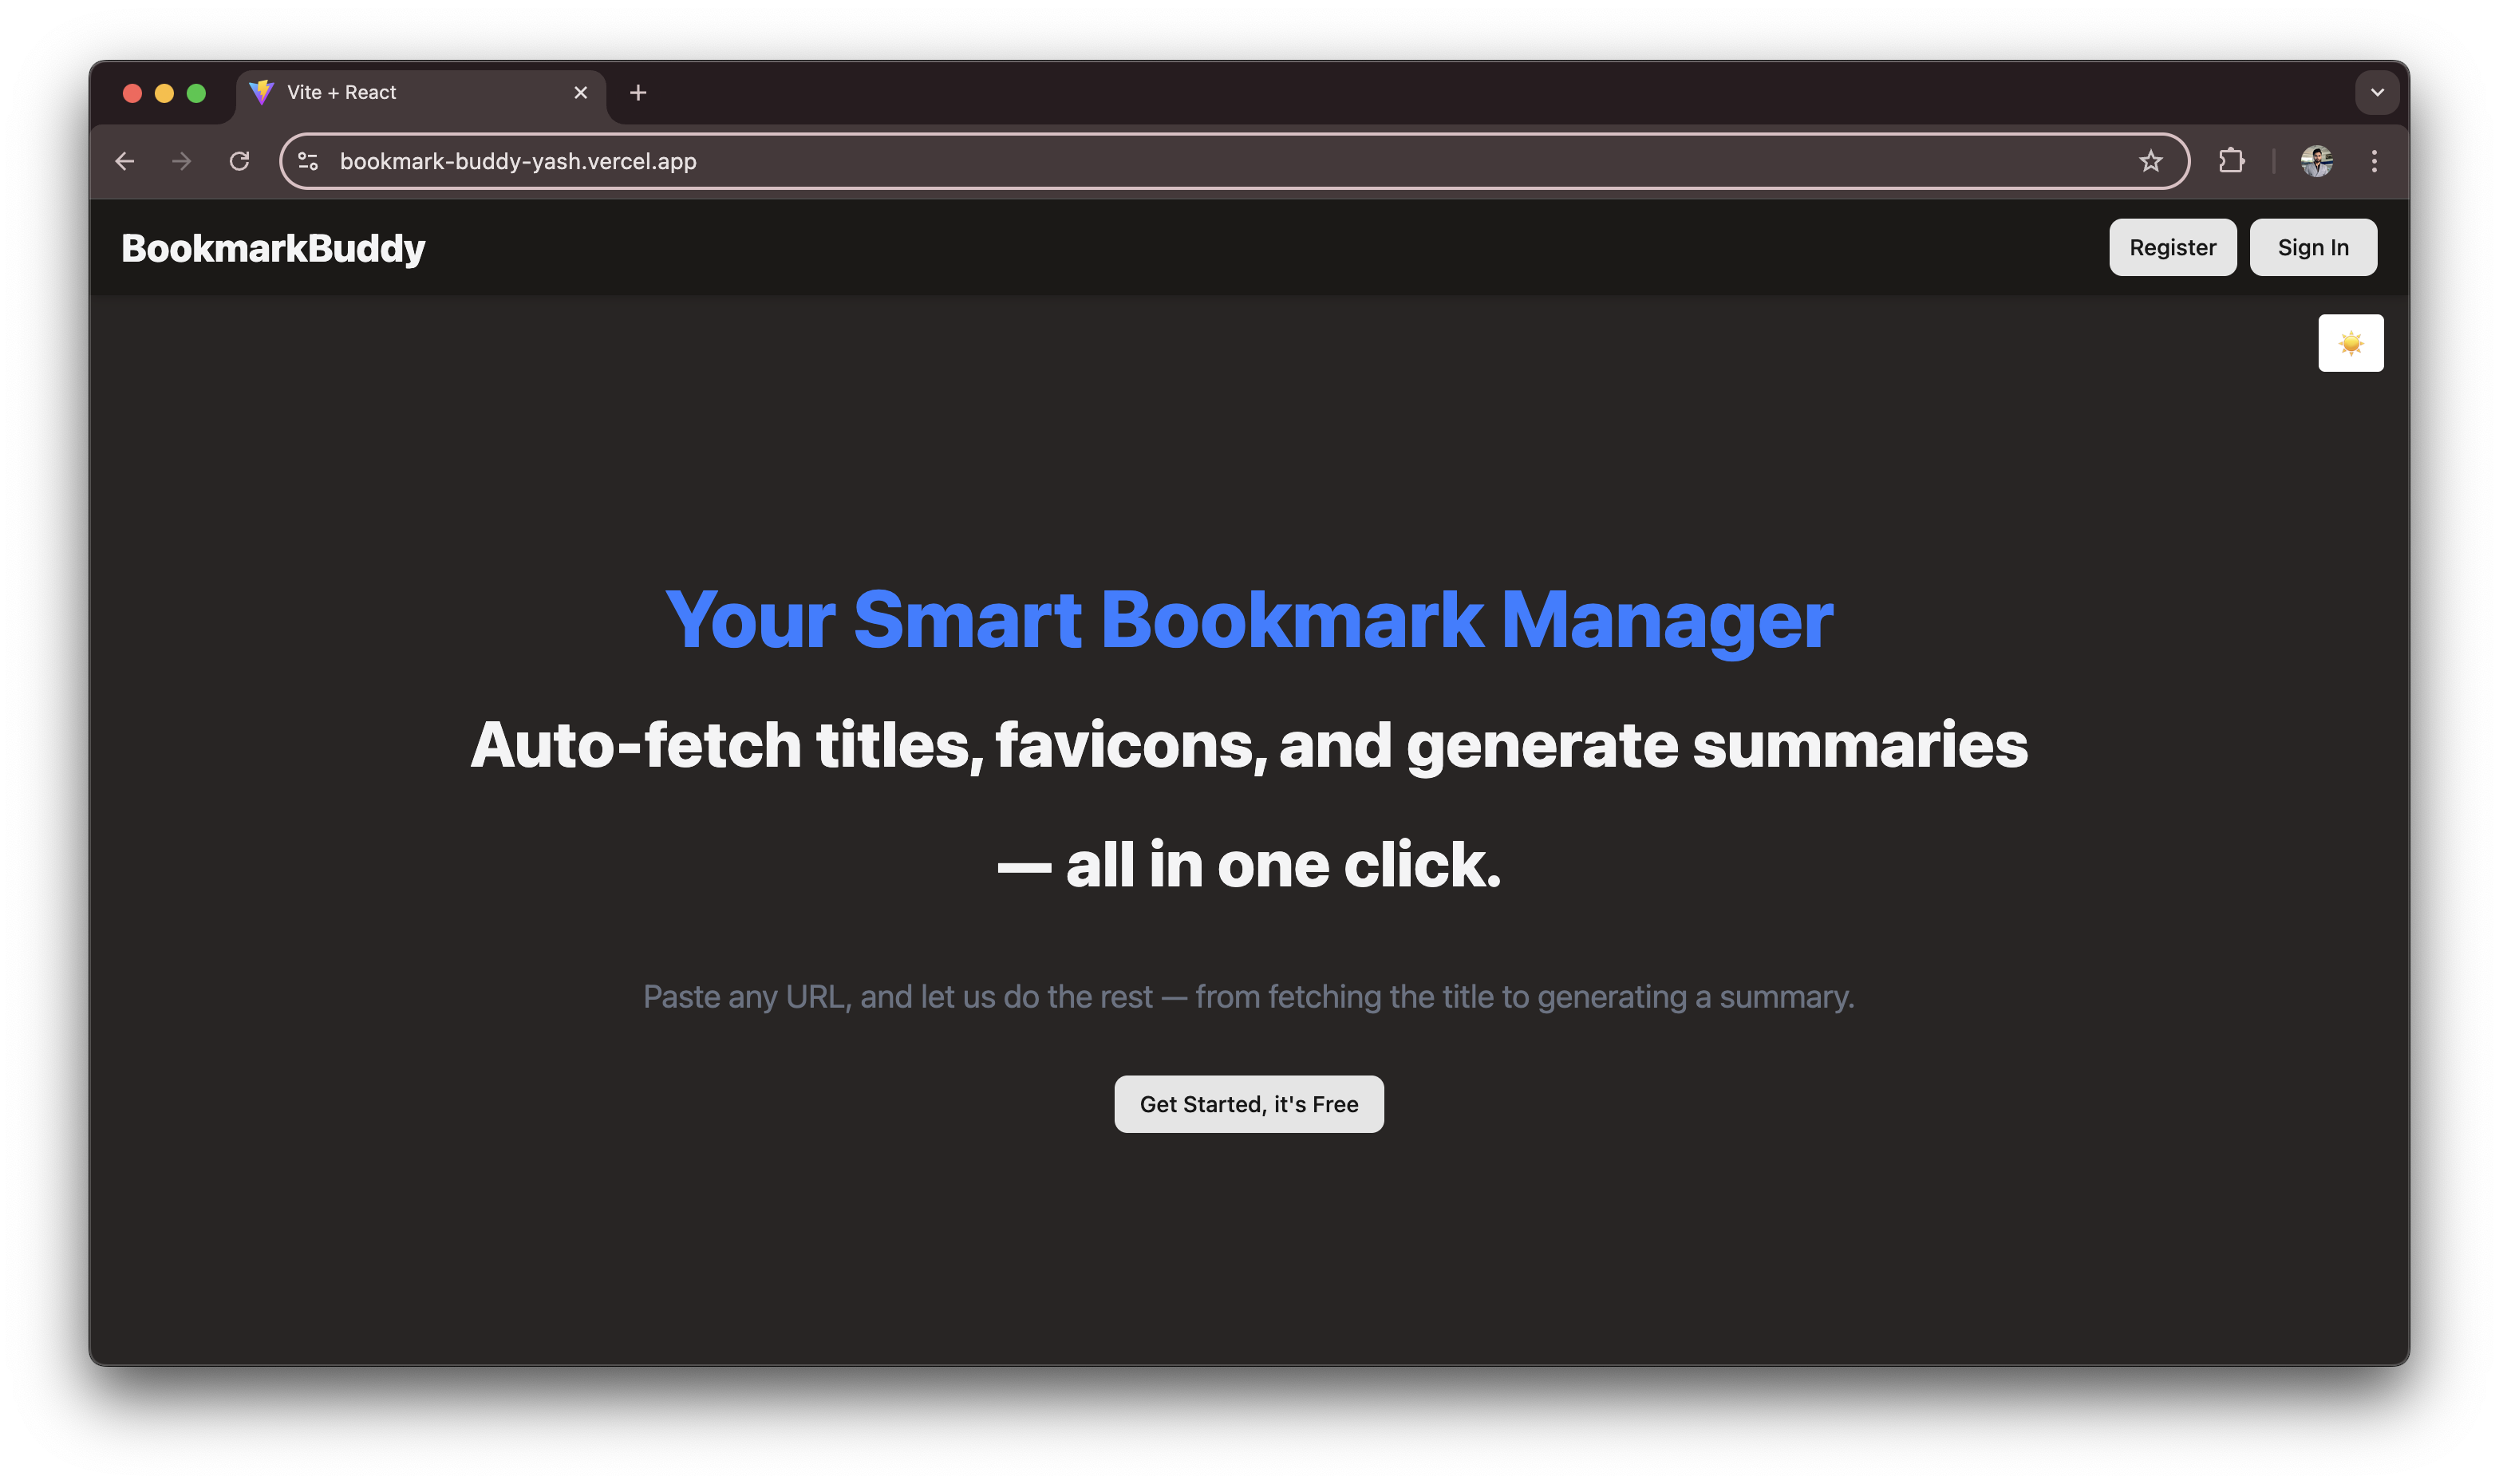 Vite + React
bookmark-buddy-yash.vercel.app
BookmarkBuddy
Register
Sign In
Your Smart Bookmark Manager
Auto-fetch titles, favicons, and generate summaries
— all in one click.
Paste any URL, and let us do the rest — from fetching the title to generating a summary.
Get Started, it's Free